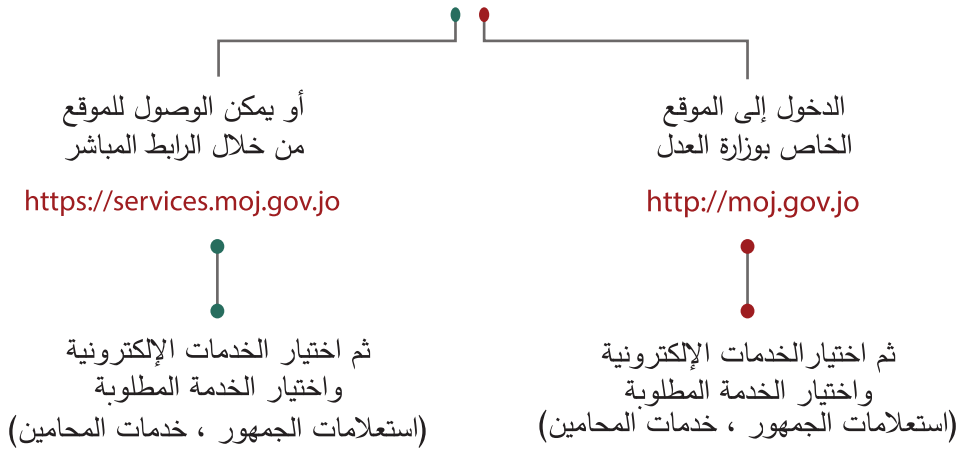 الدخول إلى الموقع
الخاص بوزارة العدل
http://moj.gov.jo
ثم اختيارالخدمات الإلكترونية
واختيار الخدمة المطلوبة
(استعلامات الجمهور ، خدمات المحامين)
أو يمكن الوصول للموقع
من خلال الرابط المباشر
https://services.moj.gov.jo
ثم اختيار الخدمات الإلكترونية
واختيار الخدمة المطلوبة
(استعلامات الجمهور ، خدمات المحامين)